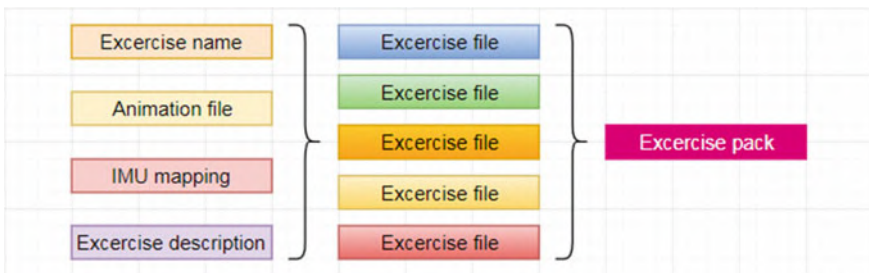 Excercise name
Animation file
IMU mapping
Excercise description
Excercise file
Excercise file
Excercise file
Excercise file
Excercise file
Excercise pack